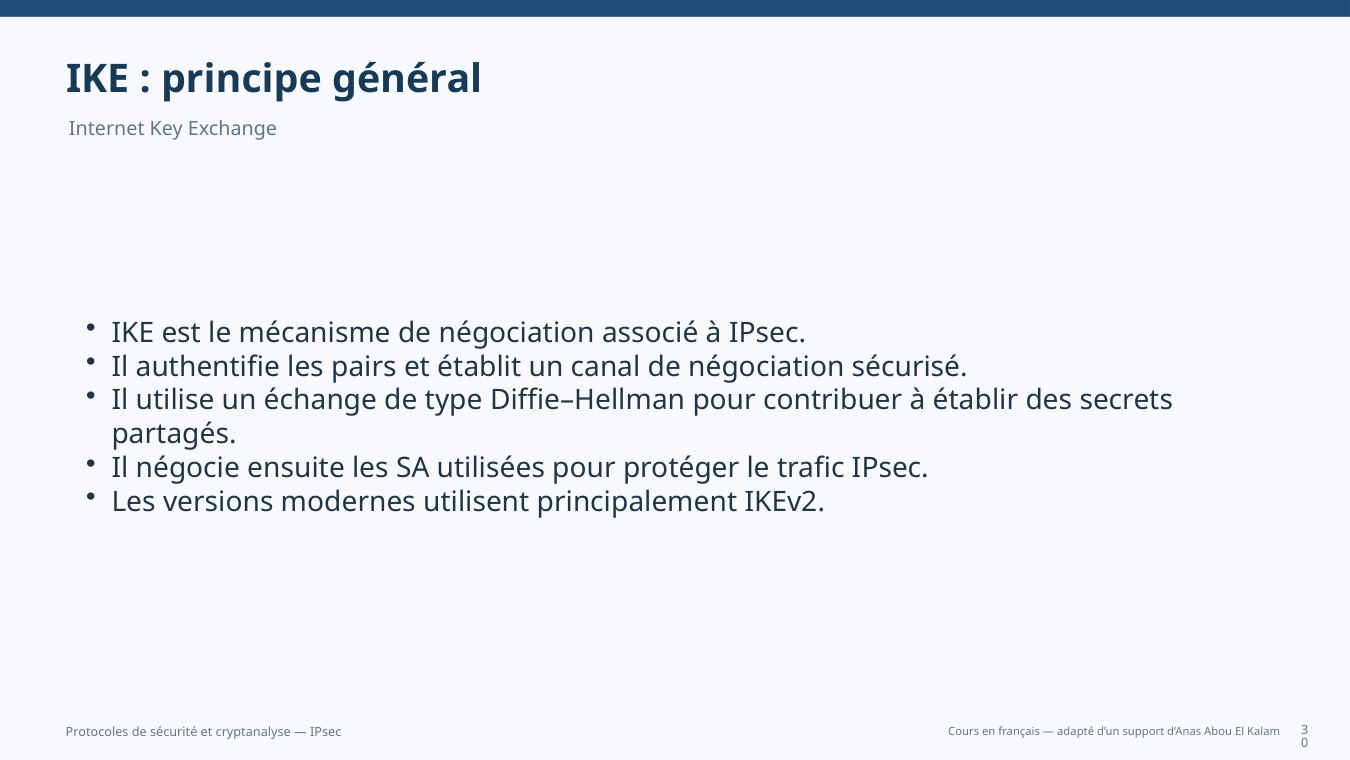 IKE : principe général
Internet Key Exchange
• IKE est le mécanisme de négociation associé à IPsec.
• Il authentifie les pairs et établit un canal de négociation sécurisé.
• Il utilise un échange de type Diffie–Hellman pour contribuer à établir des secrets
partagés.
• Il négocie ensuite les SA utilisées pour protéger le trafic IPsec.
• Les versions modernes utilisent principalement IKEv2.
Protocoles de sécurité et cryptanalyse — IPsec
Cours en français — adapté d’un support d’Anas Abou El Kalam
3
0